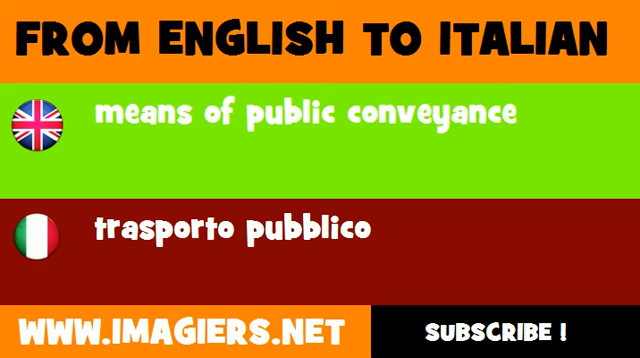 FROM ENGLISH TO ITALIAN
means of public conveyance
trasporto pubblico
WWW.IMAGIERS.NET
SUBSCRIBE !